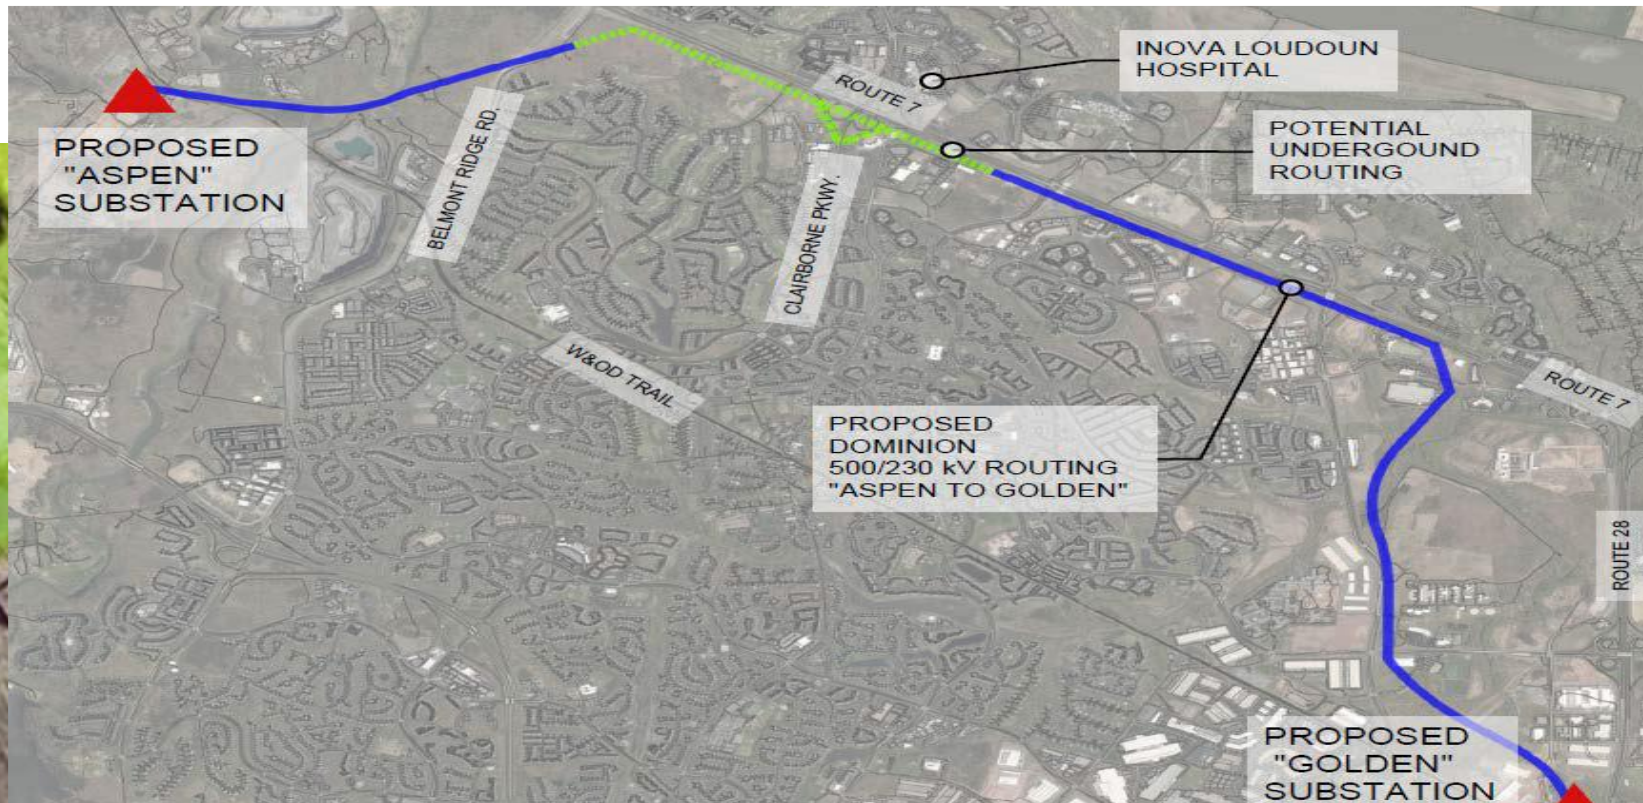 INOVA LOUDOUN
HOSPITAL
ROUTE 7
POTENTIAL
UNDERGOUND
ROUTING
PROPOSED
"ASPEN"
SUBSTATION
BELMONT RIDGE RD.
CLAIRBORNE PKWY.
W&OD TRAIL
ROUTE 7
PROPOSED
DOMINION
500/230 kV ROUTING
"ASPEN TO GOLDEN"
ROUTE 28
PROPOSED
"GOLDEN"
SUBSTATION